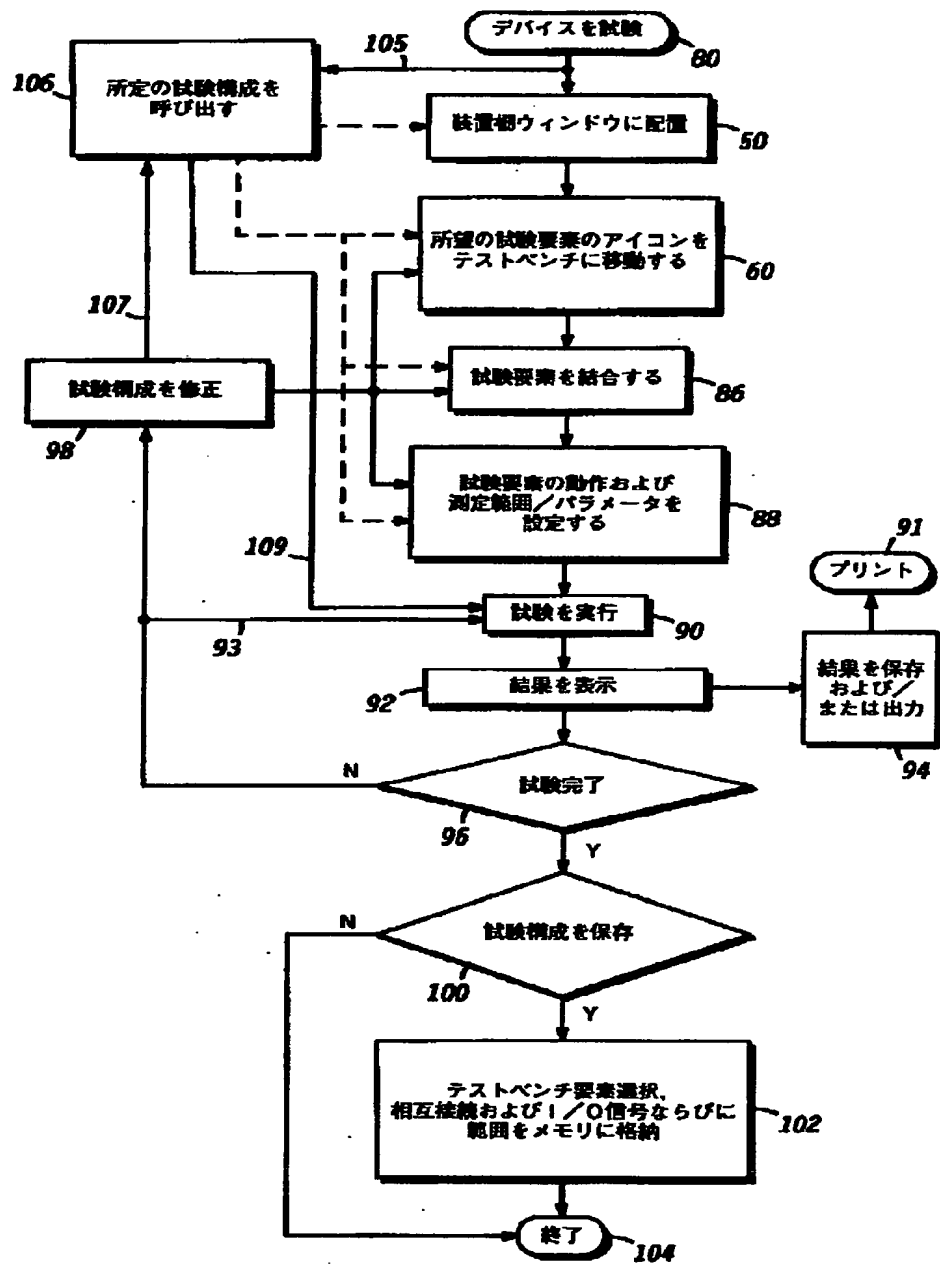 デバイスを試験
80
105
106
所定の試験構成を
呼び出す
装置棚ウィンドウに配置
50
所望の試験要素のアイコンを
テストベンチに移動する
60
107
試験要素を結合する
86
試験構成を修正
98
試験要素の動作および
測定範囲/パラメータを
設定する
88
109
91
プリント
試験を実行
90
93
結果を表示
92
結果を保存
および/
または出力
94
N
試験完了
96
Y
N
試験構成を保存
100
Y
テストベンチ要素選択,
相互接続およびI/O信号ならびに
範囲をメモリに格納
102
終了
104